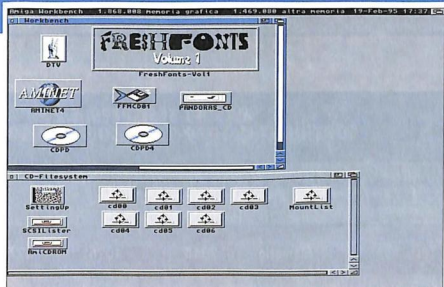 Amiga Workbench 1.868.008 memoria grafica 1.469.080 altra memoria 19-Feb-95 17:37
Workbench
FRESHFONTS
Volume 1
DTV
FreshFonts-Vol1
AMINET
AMINET4
FFMCD01
PANDORAS_CD
CDPD
CDPD4
CD-Filesystem
SettingUp
cd00
cd01
cd02
cd03
MountList
SCSILister
cd04
cd05
cd06
AmiCDROM